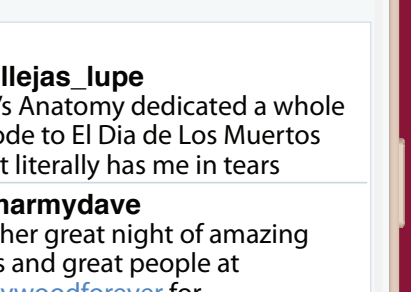 llejas_lupe
's Anatomy dedicated a whole
ode to El Dia de Los Muertos
t literally has me in tears
narmydave
her great night of amazing
s and great people at
ywoodforever for